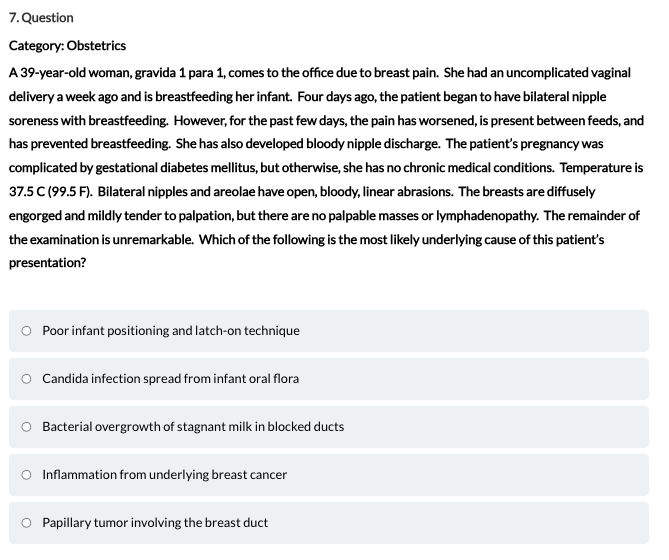 7. Question
Category: Obstetrics
A 39-year-old woman, gravida 1 para 1, comes to the office due to breast pain. She had an uncomplicated vaginal
delivery a week ago and is breastfeeding her infant. Four days ago, the patient began to have bilateral nipple
soreness with breastfeeding. However, for the past few days, the pain has worsened, is present between feeds, and
has prevented breastfeeding. She has also developed bloody nipple discharge. The patient's pregnancy was
complicated by gestational diabetes mellitus, but otherwise, she has no chronic medical conditions. Temperature is
37.5 C (99.5 F). Bilateral nipples and areolae have open, bloody, linear abrasions. The breasts are diffusely
engorged and mildly tender to palpation, but there are no palpable masses or lymphadenopathy. The remainder of
the examination is unremarkable. Which of the following is the most likely underlying cause of this patient's
presentation?
Poor infant positioning and latch-on technique
Candida infection spread from infant oral flora
Bacterial overgrowth of stagnant milk in blocked ducts
Inflammation from underlying breast cancer
Papillary tumor involving the breast duct